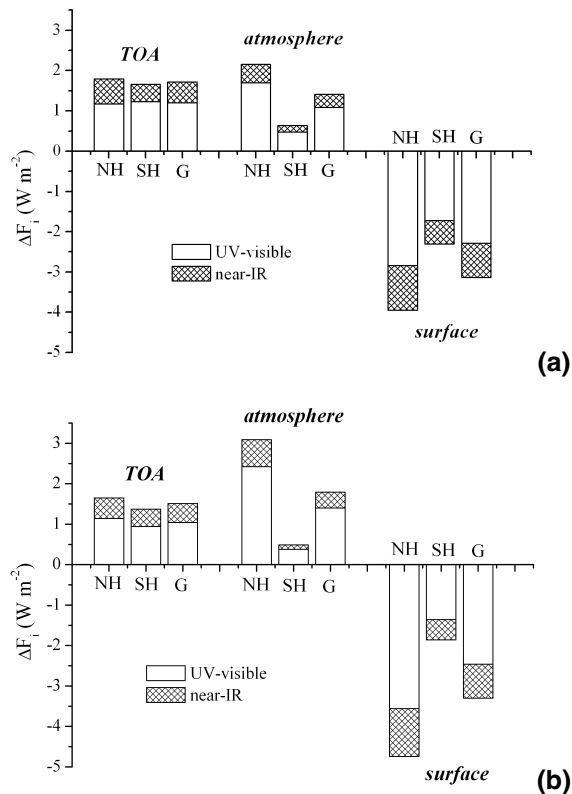 atmosphere
TOA
3
2
1
0
-1
-2
-3
-4
-5
ΔF_i (W m⁻²)
NH SH G
NH SH G
NH SH G
UV-visible
near-IR
surface
(a)
atmosphere
TOA
3
2
1
0
-1
-2
-3
-4
-5
ΔF_i (W m⁻²)
NH SH G
NH SH G
NH SH G
UV-visible
near-IR
surface
(b)